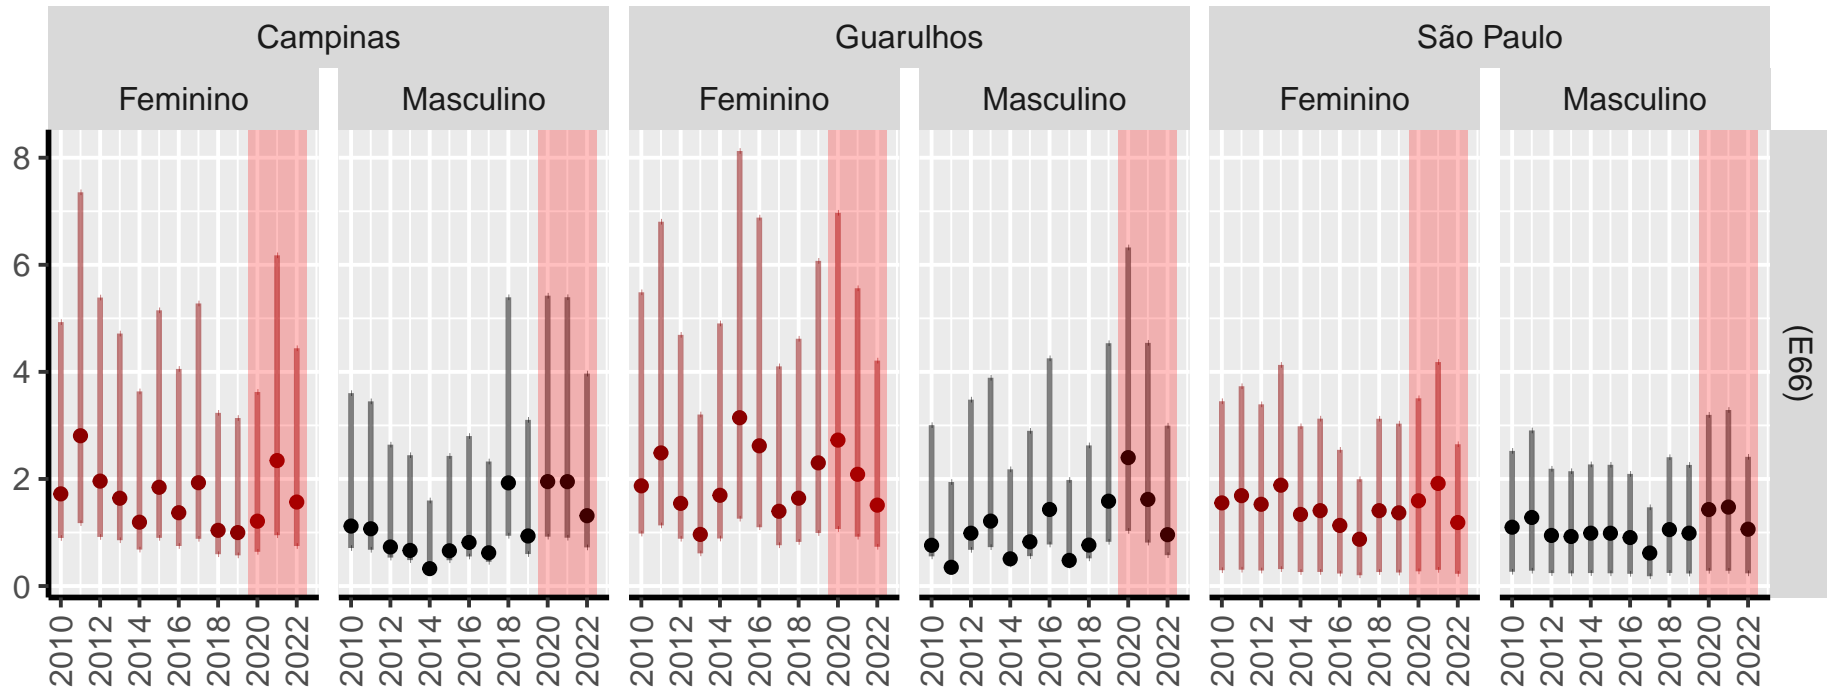 Campinas Guarulhos São Paulo
Feminino Masculino Feminino Masculino Feminino Masculino
8
6
4
2
0
(E66)
2010 2012 2014 2016 2018 2020 2022 2010 2012 2014 2016 2018 2020 2022 2010 2012 2014 2016 2018 2020 2022 2010 2012 2014 2016 2018 2020 2022 2010 2012 2014 2016 2018 2020 2022 2010 2012 2014 2016 2018 2020 2022